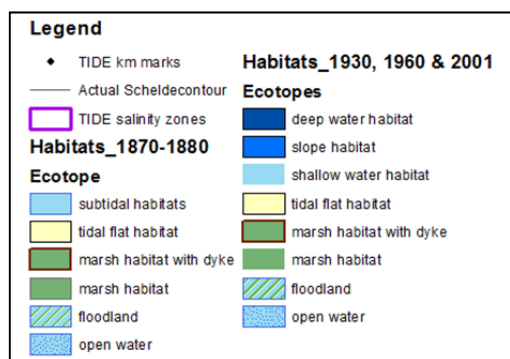 Legend
TIDE km marks
Actual Scheldecontour
TIDE salinity zones
Habitats_1870-1880
Ecotope
subtidal habitats
tidal flat habitat
marsh habitat with dyke
marsh habitat
floodland
open water
Habitats_1930, 1960 & 2001
Ecotopes
deep water habitat
slope habitat
shallow water habitat
tidal flat habitat
marsh habitat with dyke
marsh habitat
floodland
open water